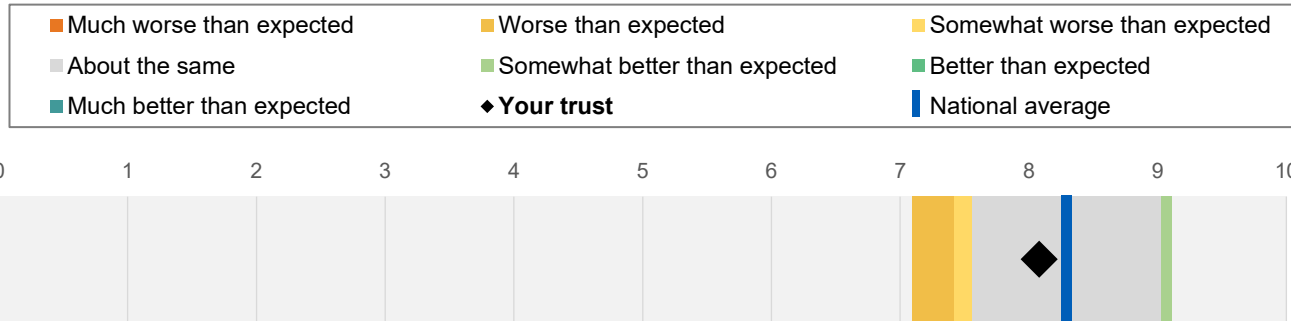 Much worse than expected Worse than expected Somewhat worse than expected
About the same Somewhat better than expected Better than expected
Much better than expected Your trust National average
0 1 2 3 4 5 6 7 8 9 10